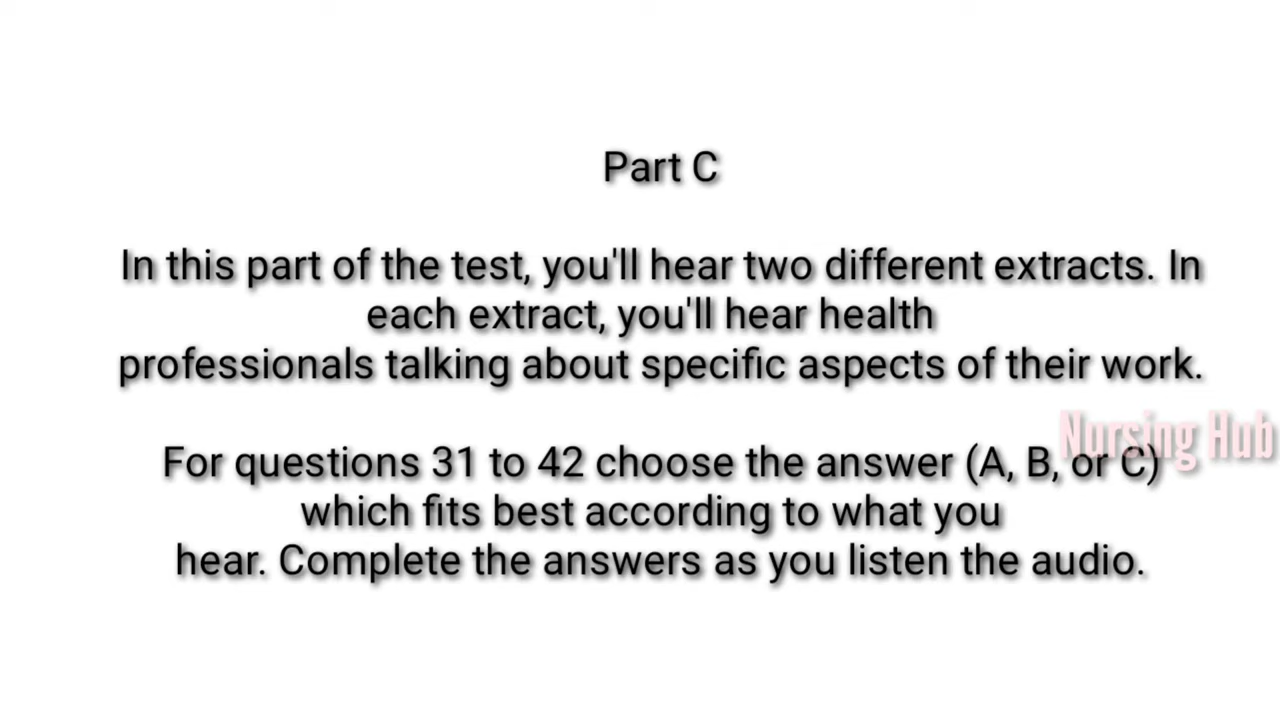 Part C
In this part of the test, you'll hear two different extracts. In
each extract, you'll hear health
professionals talking about specific aspects of their work.
Nursing Hub
For questions 31 to 42 choose the answer (A, B, or C)
which fits best according to what you
hear. Complete the answers as you listen the audio.